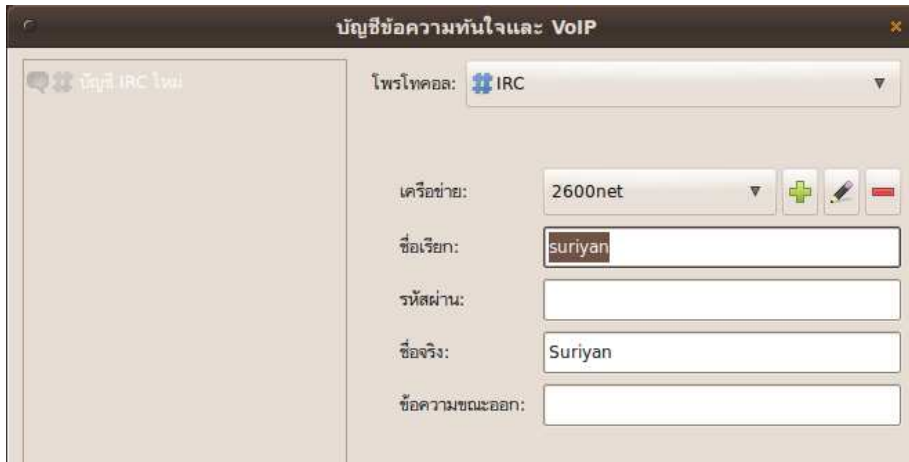 บัญชีข้อความทันใจและ VoIP
บัญชี IRC ใหม่
โพรโทคอล: IRC
เครือข่าย: 2600net
ชื่อเรียก: suriyan
รหัสผ่าน:
ชื่อจริง: Suriyan
ข้อความขณะออก: